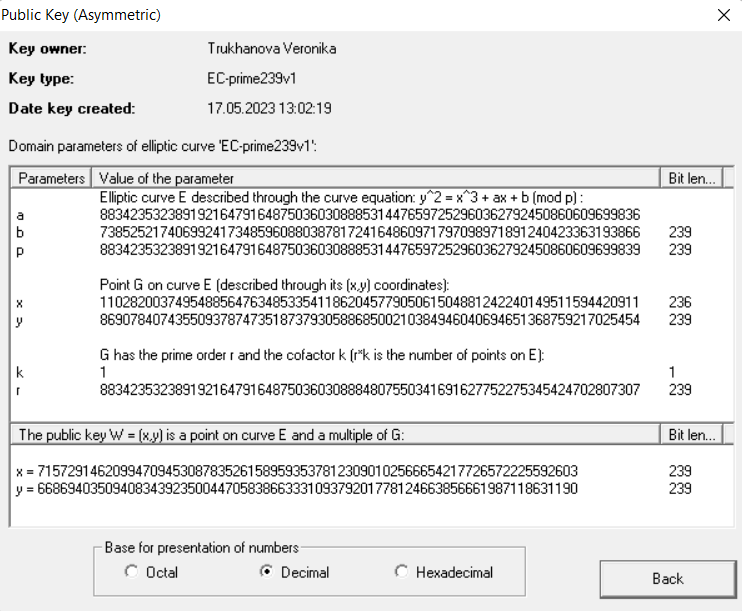 Public Key (Asymmetric)
Key owner: Trukhanova Veronika
Key type: EC-prime239v1
Date key created: 17.05.2023 13:02:19
Domain parameters of elliptic curve 'EC-prime239v1':
Parameters Value of the parameter Bit len...
Elliptic curve E described through the curve equation: y^2 = x^3 + ax + b (mod p) :
a 883423532389192164791648750360308885314476597252960362792450860609699836
b 738525217406992417348596088038781724164860971797098971891240423363193866 239
p 883423532389192164791648750360308885314476597252960362792450860609699839 239
Point G on curve E (described through its (x,y) coordinates):
x 110282003749548856476348533541186204577905061504881242240149511594420911 236
y 869078407435509378747351873793058868500210384946040694651368759217025454 239
G has the prime order r and the cofactor k (r*k is the number of points on E):
k 1 1
r 883423532389192164791648750360308884807550341691627752275345424702807307 239
The public key W = (x,y) is a point on curve E and a multiple of G: Bit len...
x = 715729146209947094530878352615895935378123090102566654217726572225592603 239
y = 668694035094083439235004470583866333109379201778124663856661987118631190 239
Base for presentation of numbers
Octal Decimal Hexadecimal
Back